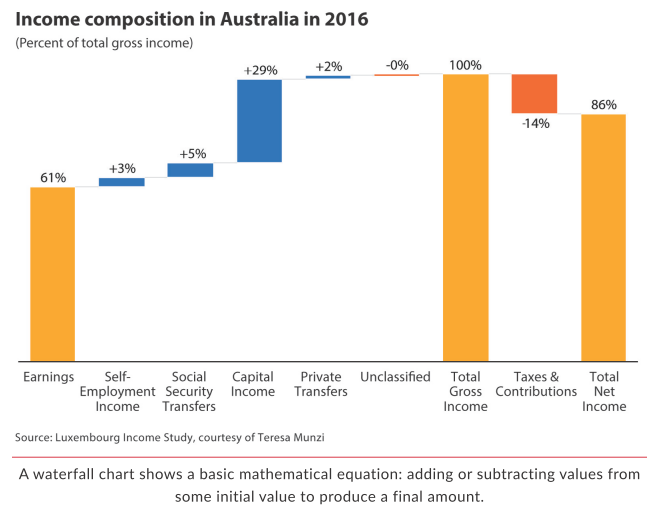 Income composition in Australia in 2016
(Percent of total gross income)
61%
+3%
+5%
+29%
+2%
-0%
100%
-14%
86%
Earnings
Self-
Employment
Income
Social
Security
Transfers
Capital
Income
Private
Transfers
Unclassified
Total
Gross
Income
Taxes &
Contributions
Total
Net
Income
Source: Luxembourg Income Study, courtesy of Teresa Munzi
A waterfall chart shows a basic mathematical equation: adding or subtracting values from
some initial value to produce a final amount.